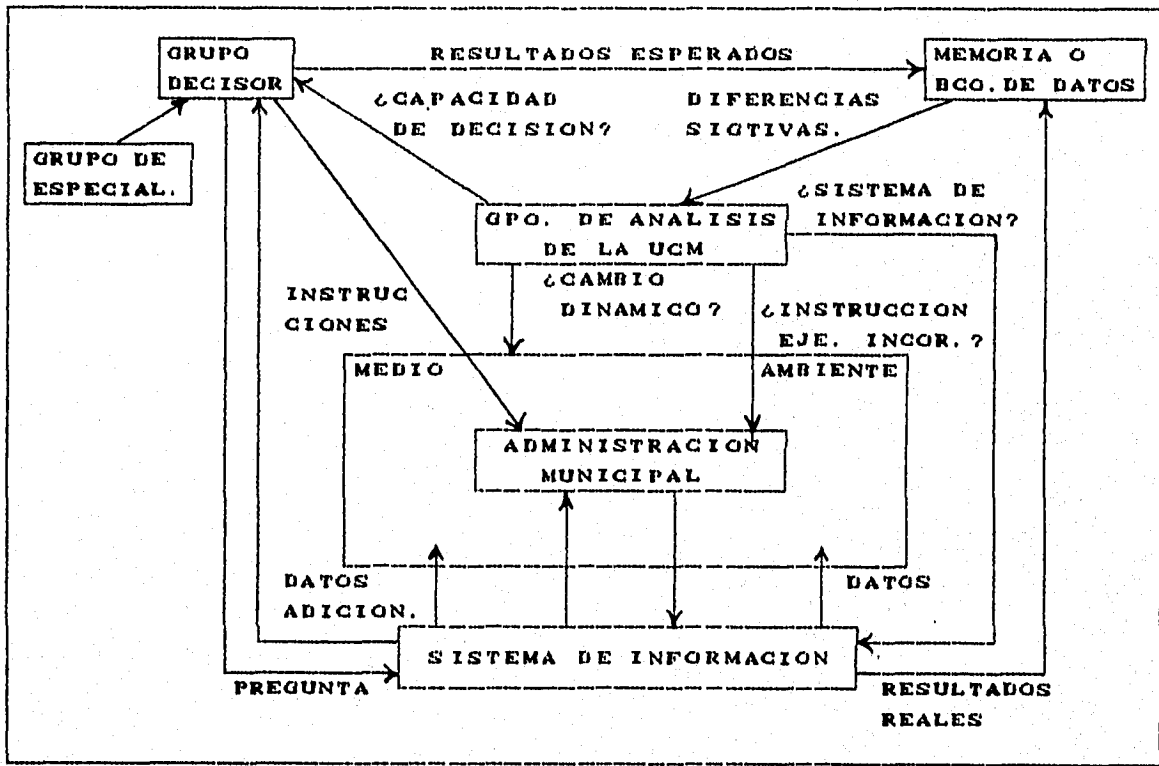 GRUPO
DECISOR
RESULTADOS ESPERADOS
MEMORIA O
BCO. DE DATOS
¿CAPACIDAD
DE DECISION?
DIFERENCIAS
SIGTIVAS.
GRUPO DE
ESPECIAL.
GPO. DE ANALISIS
DE LA UCM
¿SISTEMA DE
INFORMACION?
¿CAMBIO
DINAMICO?
INSTRUC
CIONES
¿INSTRUCCION
EJE. INCOR.?
MEDIO
AMBIENTE
ADMINISTRACION
MUNICIPAL
DATOS
ADICION.
DATOS
SISTEMA DE INFORMACION
PREGUNTA
RESULTADOS
REALES